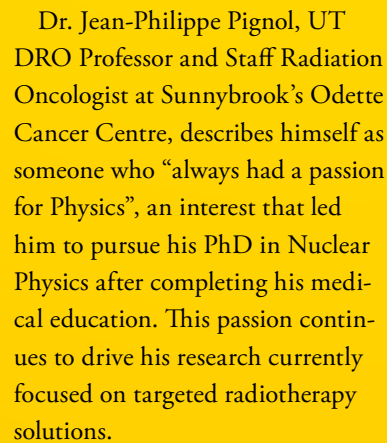 Dr. Jean-Philippe Pignol, UT
DRO Professor and Staff Radiation
Oncologist at Sunnybrook’s Odette
Cancer Centre, describes himself as
someone who “always had a passion
for Physics”, an interest that led
him to pursue his PhD in Nuclear
Physics after completing his medi-
cal education. This passion contin-
ues to drive his research currently
focused on targeted radiotherapy
solutions.